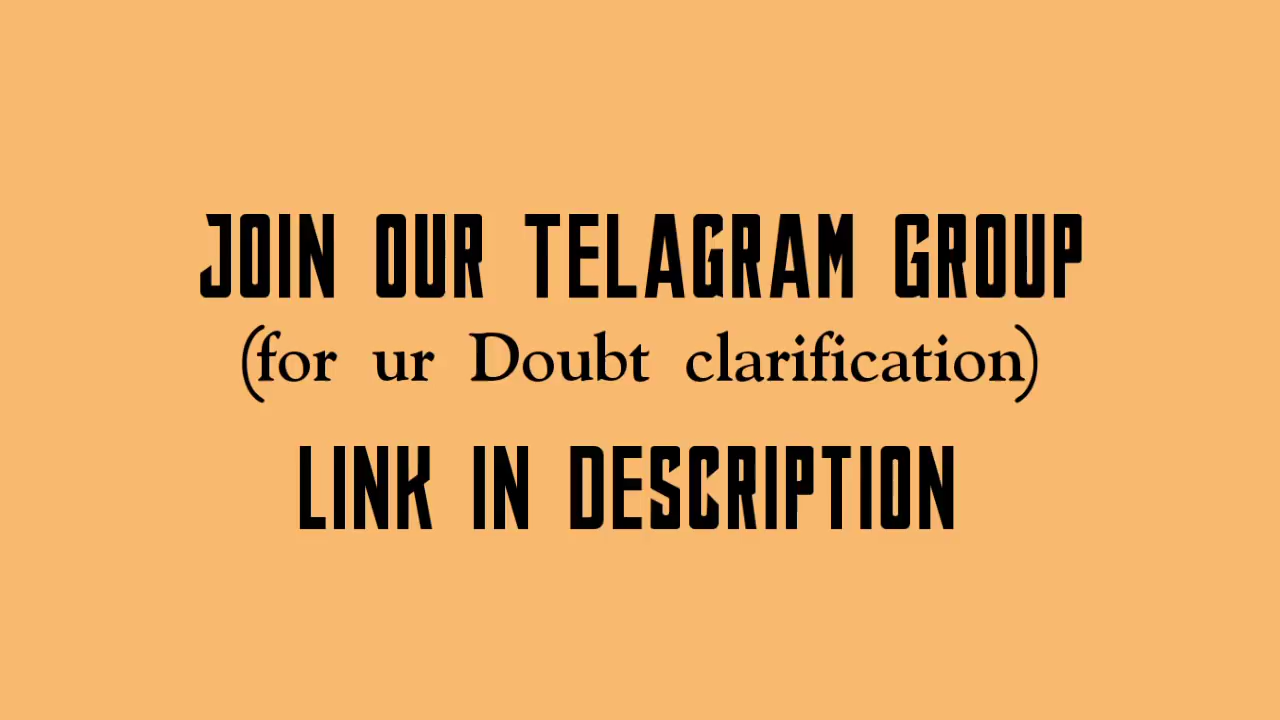 JOIN OUR TELAGRAM GROUP
(for ur Doubt clarification)
LINK IN DESCRIPTION